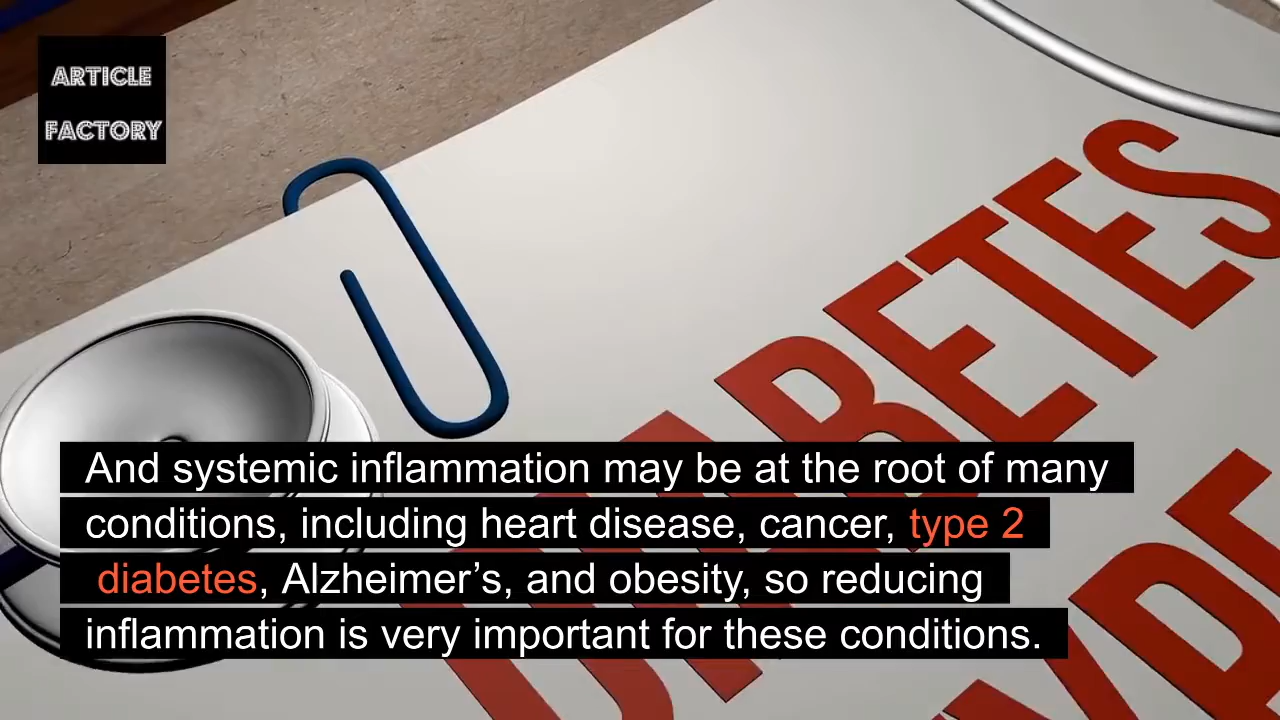 ARTICLE
FACTORY
DIABETES
TYPE
And systemic inflammation may be at the root of many
conditions, including heart disease, cancer, type 2
diabetes, Alzheimer’s, and obesity, so reducing
inflammation is very important for these conditions.